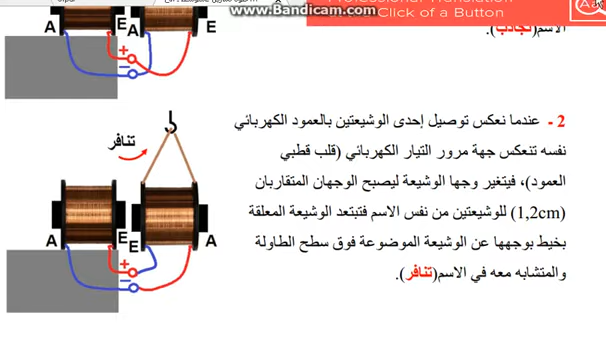 www.Bandicam.com
Click of a Button
A E A E
+
−
الاسم(تجاذب).
2 - عندما نعكس توصيل إحدى الوشيعتين بالعمود الكهربائي
نفسه تنعكس جهة مرور التيار الكهربائي (قلب قطبي
العمود)، فيتغير وجها الوشيعة ليصبح الوجهان المتقاربان
(1,2cm) للوشيعتين من نفس الاسم فتبتعد الوشيعة المعلقة
بخيط بوجهها عن الوشيعة الموضوعة فوق سطح الطاولة
والمتشابه معه في الاسم(تنافر).
تنافر
A E E A
+
−